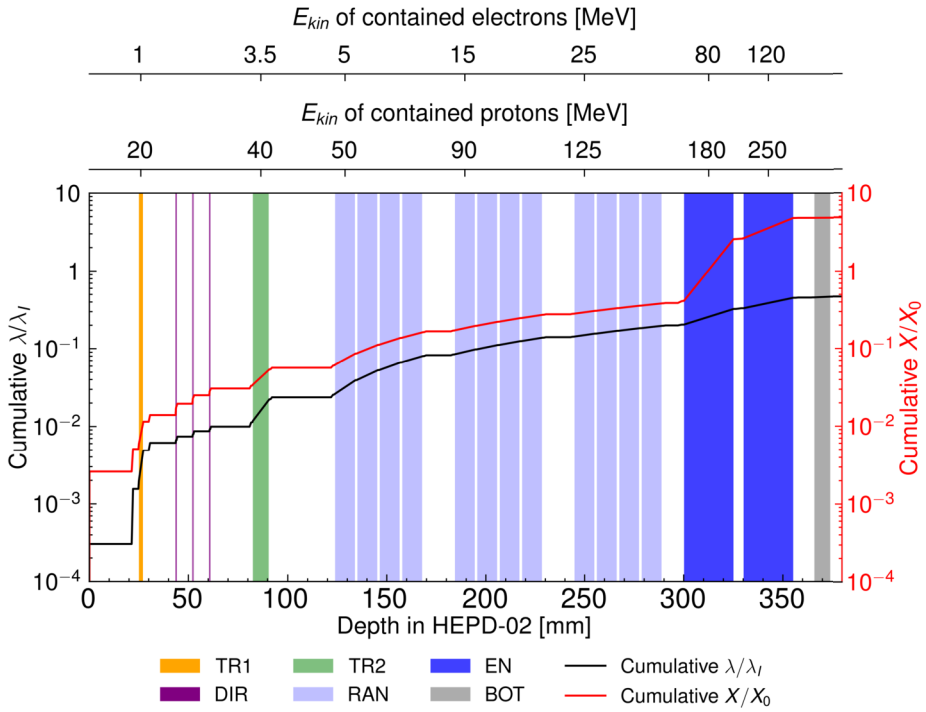 E_kin of contained electrons [MeV]
1 3.5 5 15 25 80 120
E_kin of contained protons [MeV]
20 40 50 90 125 180 250
10 10
1 1
10⁻¹ 10⁻¹
10⁻² 10⁻²
10⁻³ 10⁻³
10⁻⁴ 10⁻⁴
Cumulative λ/λ_I
Cumulative X/X₀
0 50 100 150 200 250 300 350
Depth in HEPD-02 [mm]
TR1 TR2 EN Cumulative λ/λ_I
DIR RAN BOT Cumulative X/X₀